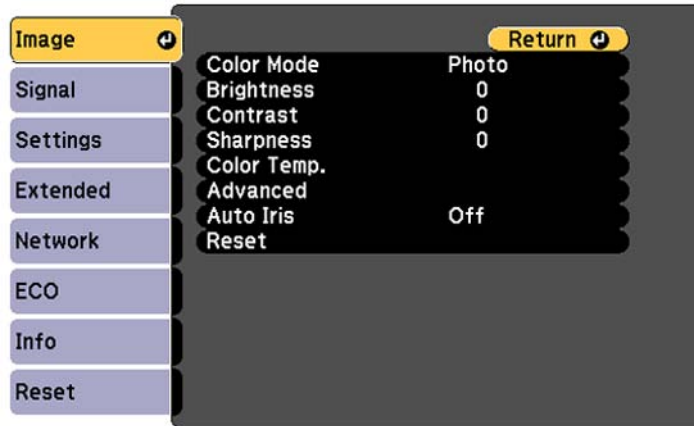 Image
Signal
Settings
Extended
Network
ECO
Info
Reset
Return
Color Mode Photo
Brightness 0
Contrast 0
Sharpness 0
Color Temp.
Advanced
Auto Iris Off
Reset